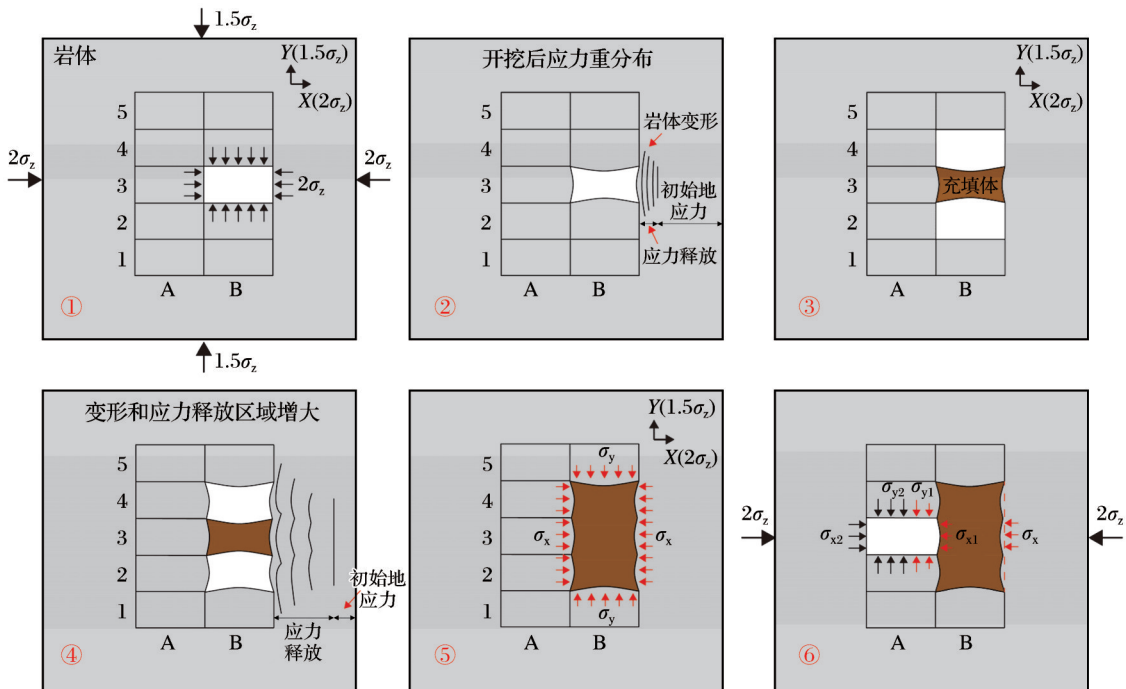 1.5σz
岩体
Y(1.5σz)
X(2σz)
5
4
3
2
1
2σz
2σz
2σz
A
B
①
1.5σz
开挖后应力重分布
岩体变形
初始地
应力
应力释放
5
4
3
2
1
A
B
②
Y(1.5σz)
X(2σz)
5
4
3
2
1
充填体
A
B
③
变形和应力释放区域增大
5
4
3
2
1
初始地
应力
应力
释放
A
B
④
Y(1.5σz)
X(2σz)
5
4
3
2
1
σy
σx
σx
σy
A
B
⑤
5
4
3
2
1
σy2
σy1
2σz
σx2
σx1
σx
2σz
A
B
⑥